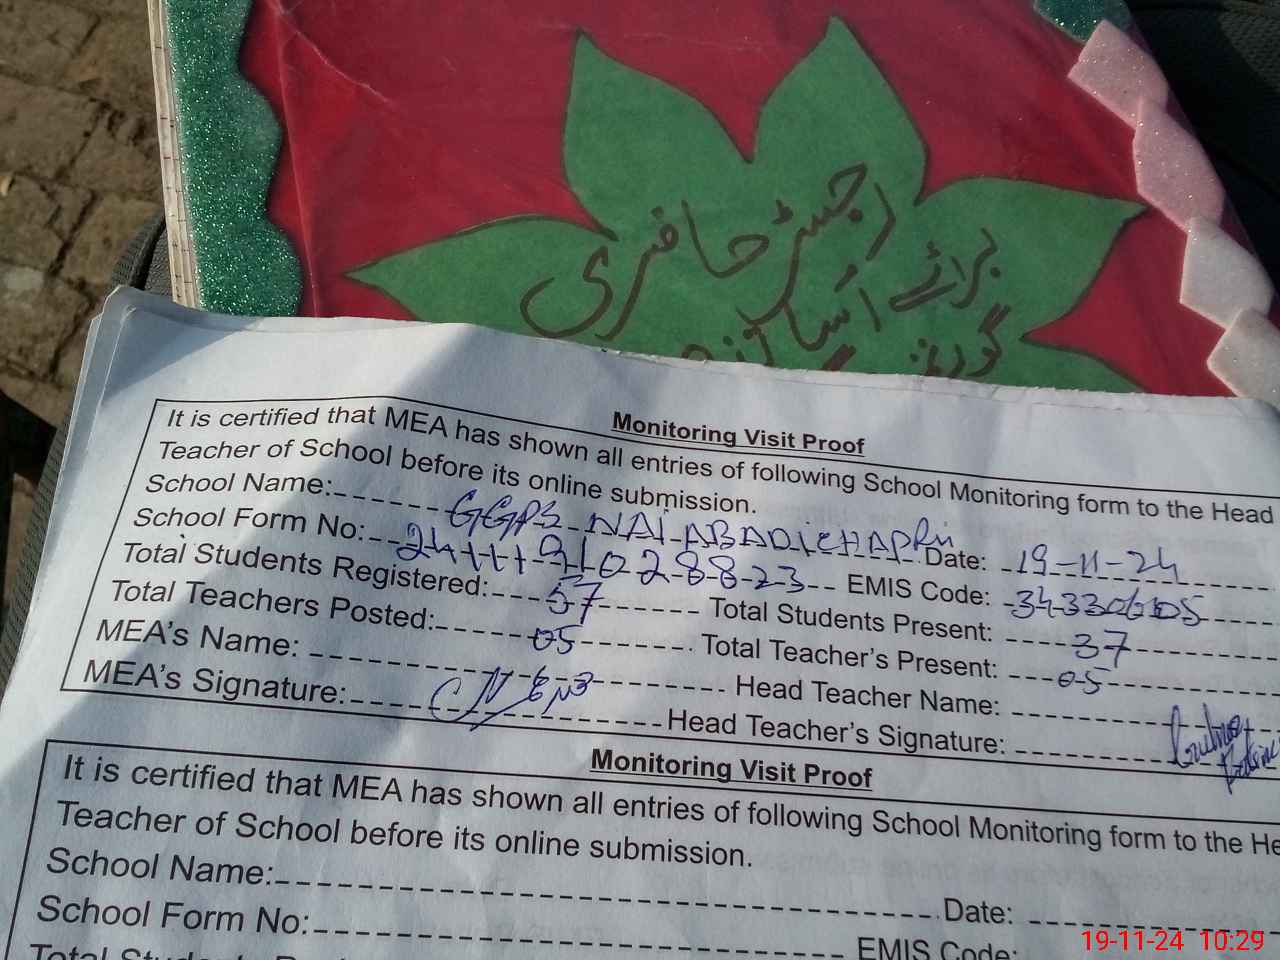 رجسٹر حاضری
برائے اساتذہ
گورنمنٹ
Monitoring Visit Proof
It is certified that MEA has shown all entries of following School Monitoring form to the Head
Teacher of School before its online submission.
School Name: GGPS NAI ABADI CHAPRI Date: 19-11-24
School Form No: 24111910288823 EMIS Code: 34330605
Total Students Registered: 57 Total Students Present: 37
Total Teachers Posted: 05 Total Teacher's Present: 05
MEA's Name: Head Teacher Name:
MEA's Signature: Head Teacher's Signature:
Monitoring Visit Proof
It is certified that MEA has shown all entries of following School Monitoring form to the He
Teacher of School before its online submission.
School Name: Date:
School Form No: EMIS Code:
19-11-24 10:29